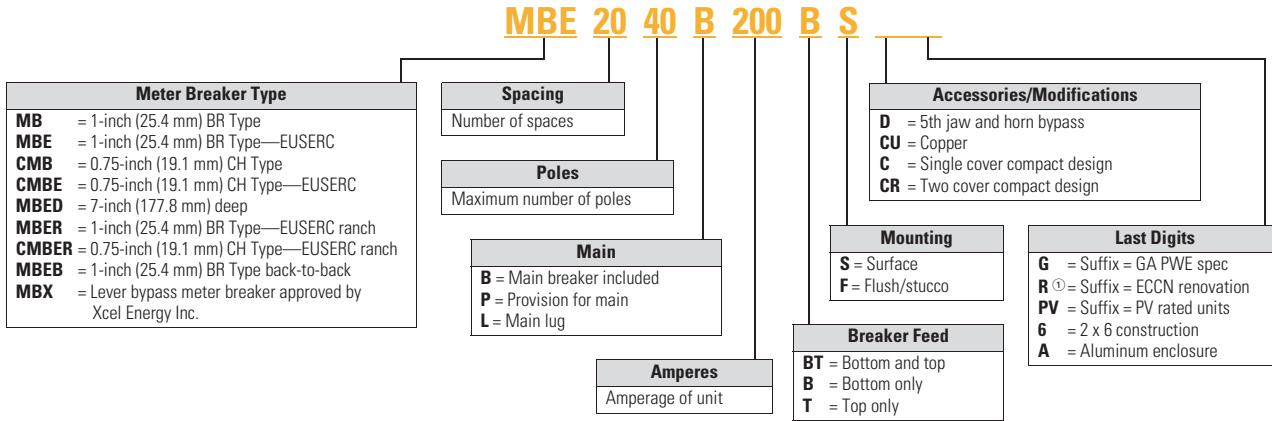 MBE 20 40 B 200 B S
Meter Breaker Type
MB = 1-inch (25.4 mm) BR Type
MBE = 1-inch (25.4 mm) BR Type—EUSERC
CMB = 0.75-inch (19.1 mm) CH Type
CMBE = 0.75-inch (19.1 mm) CH Type—EUSERC
MBED = 7-inch (177.8 mm) deep
MBER = 1-inch (25.4 mm) BR Type—EUSERC ranch
CMBER = 0.75-inch (19.1 mm) CH Type—EUSERC ranch
MBEB = 1-inch (25.4 mm) BR Type back-to-back
MBX = Lever bypass meter breaker approved by
Xcel Energy Inc.
Spacing
Number of spaces
Poles
Maximum number of poles
Main
B = Main breaker included
P = Provision for main
L = Main lug
Amperes
Amperage of unit
Accessories/Modifications
D = 5th jaw and horn bypass
CU = Copper
C = Single cover compact design
CR = Two cover compact design
Mounting
S = Surface
F = Flush/stucco
Breaker Feed
BT = Bottom and top
B = Bottom only
T = Top only
Last Digits
G = Suffix = GA PWE spec
R ① = Suffix = ECCN renovation
PV = Suffix = PV rated units
6 = 2 x 6 construction
A = Aluminum enclosure